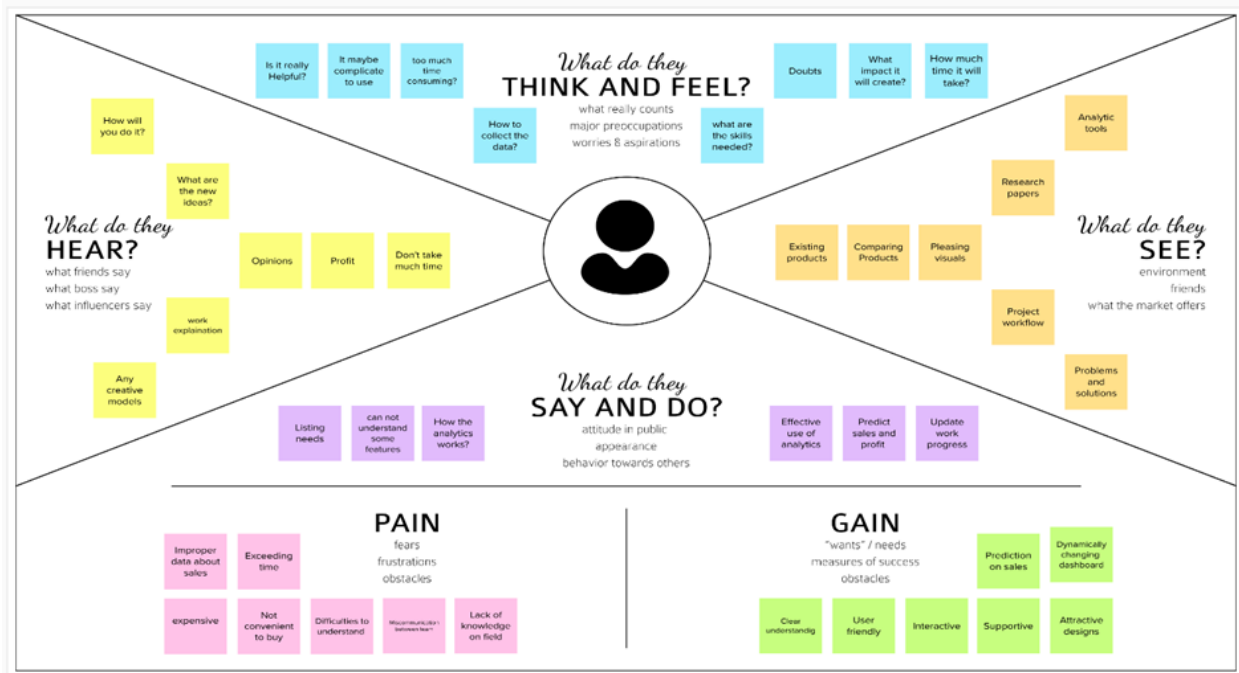 What do they
THINK AND FEEL?
what really counts
major preoccupations
worries & aspirations
Is it really
Helpful?
It maybe
complicate
to use
too much
time
consuming?
How to
collect the
data?
Doubts
What
impact it
will create?
How much
time it will
take?
what are
the skills
needed?
What do they
HEAR?
what friends say
what boss say
what influencers say
How will
you do it?
What are
the new
ideas?
Opinions
Profit
Don't take
much time
work
explaination
Any
creative
models
What do they
SEE?
environment
friends
what the market offers
Analytic
tools
Research
papers
Existing
products
Comparing
Products
Pleasing
visuals
Project
workflow
Problems
and
solutions
What do they
SAY AND DO?
attitude in public
appearance
behavior towards others
Listing
needs
can not
understand
some
features
How the
analytics
works?
Effective
use of
analytics
Predict
sales and
profit
Update
work
progress
PAIN
fears
frustrations
obstacles
Improper
data about
sales
Exceeding
time
expensive
Not
convenient
to buy
Difficulties to
understand
Miscommunication
between team
Lack of
knowledge
on field
GAIN
"wants" / needs
measures of success
obstacles
Prediction
on sales
Dynamically
changing
dashboard
Clear
understandig
User
friendly
Interactive
Supportive
Attractive
designs